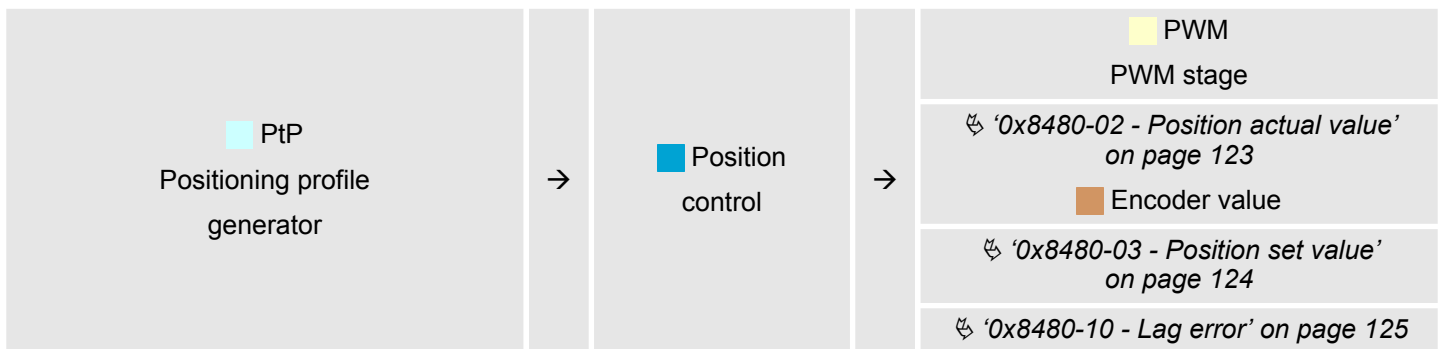 PtP
Positioning profile
generator
→
Position
control
→
PWM
PWM stage
↳ '0x8480-02 - Position actual value'
on page 123
Encoder value
↳ '0x8480-03 - Position set value'
on page 124
↳ '0x8480-10 - Lag error' on page 125